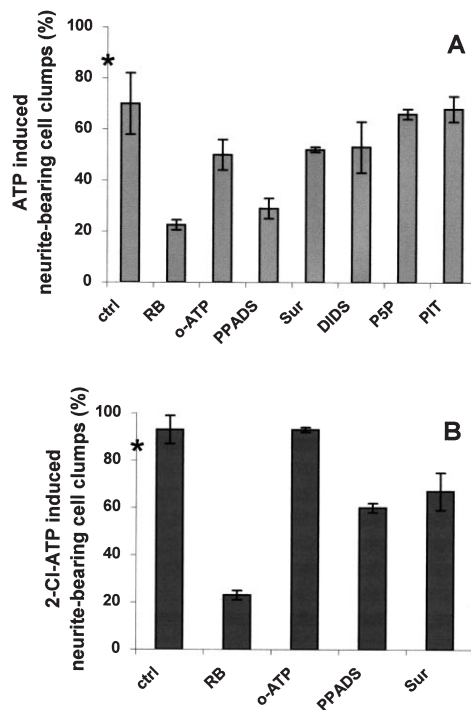 A
ATP induced
neurite-bearing cell clumps (%)
100
80
60
40
20
0
*
ctrl
RB
o-ATP
PPADS
Sur
DIDS
P5P
PIT
B
2-Cl-ATP induced
neurite-bearing cell clumps (%)
100
80
60
40
20
0
*
ctrl
RB
o-ATP
PPADS
Sur